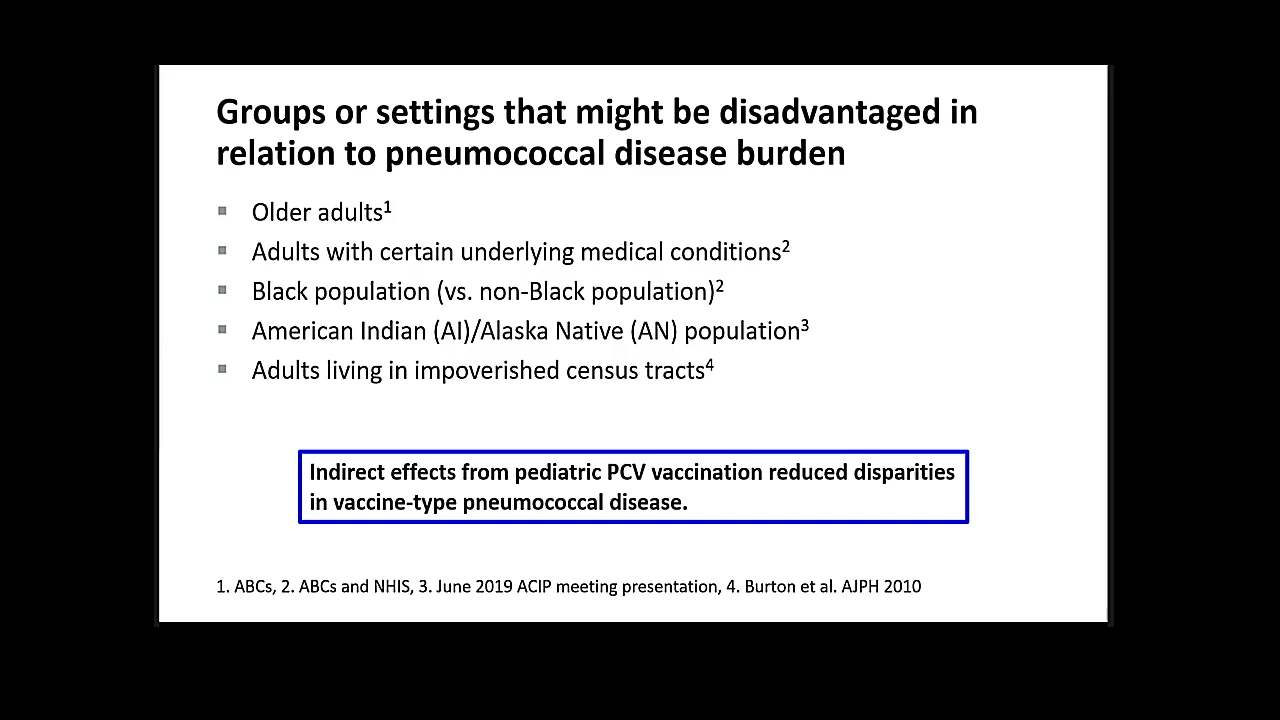 Groups or settings that might be disadvantaged in
relation to pneumococcal disease burden
▪ Older adults¹
▪ Adults with certain underlying medical conditions²
▪ Black population (vs. non-Black population)²
▪ American Indian (AI)/Alaska Native (AN) population³
▪ Adults living in impoverished census tracts⁴
Indirect effects from pediatric PCV vaccination reduced disparities
in vaccine-type pneumococcal disease.
1. ABCs, 2. ABCs and NHIS, 3. June 2019 ACIP meeting presentation, 4. Burton et al. AJPH 2010